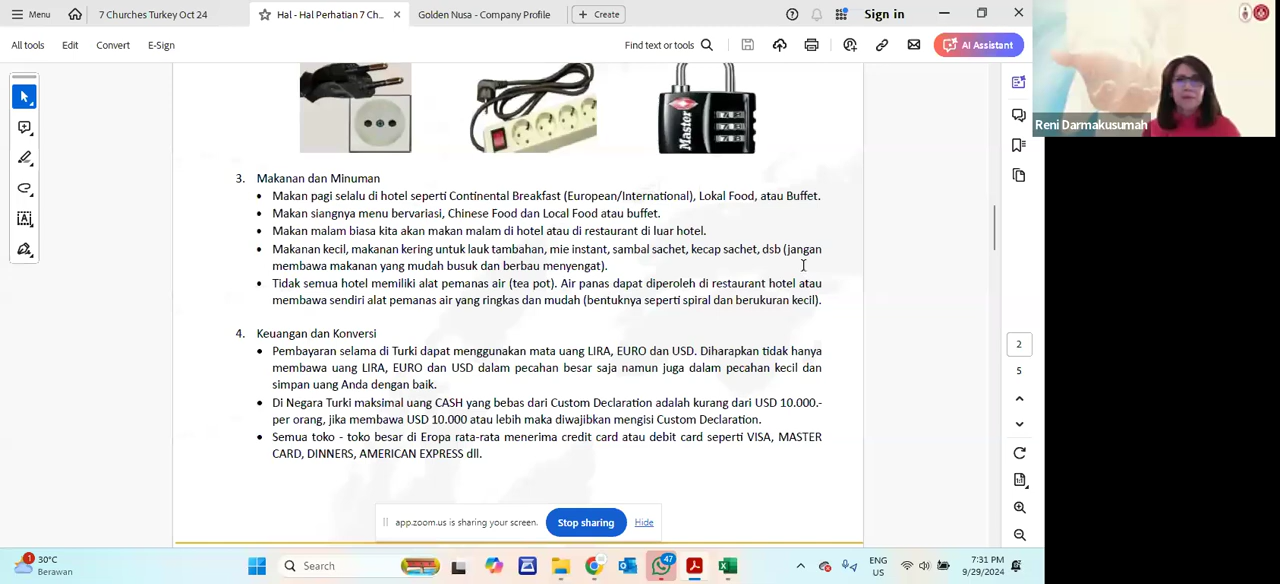 Menu
7 Churches Turkey Oct 24
Hal - Hal Perhatian 7 Ch...
Golden Nusa - Company Profile
Create
Sign in
All tools
Edit
Convert
E-Sign
Find text or tools
AI Assistant
Reni Darmakusumah
Master
3. Makanan dan Minuman
• Makan pagi selalu di hotel seperti Continental Breakfast (European/International), Lokal Food, atau Buffet.
• Makan siangnya menu bervariasi, Chinese Food dan Local Food atau buffet.
• Makan malam biasa kita akan makan malam di hotel atau di restaurant di luar hotel.
• Makanan kecil, makanan kering untuk lauk tambahan, mie instant, sambal sachet, kecap sachet, dsb (jangan
membawa makanan yang mudah busuk dan berbau menyengat).
• Tidak semua hotel memiliki alat pemanas air (tea pot). Air panas dapat diperoleh di restaurant hotel atau
membawa sendiri alat pemanas air yang ringkas dan mudah (bentuknya seperti spiral dan berukuran kecil).
4. Keuangan dan Konversi
• Pembayaran selama di Turki dapat menggunakan mata uang LIRA, EURO dan USD. Diharapkan tidak hanya
membawa uang LIRA, EURO dan USD dalam pecahan besar saja namun juga dalam pecahan kecil dan
simpan uang Anda dengan baik.
• Di Negara Turki maksimal uang CASH yang bebas dari Custom Declaration adalah kurang dari USD 10.000.-
per orang, jika membawa USD 10.000 atau lebih maka diwajibkan mengisi Custom Declaration.
• Semua toko - toko besar di Eropa rata-rata menerima credit card atau debit card seperti VISA, MASTER
CARD, DINNERS, AMERICAN EXPRESS dll.
2
5
app.zoom.us is sharing your screen.
Stop sharing
Hide
1
30°C
Berawan
Search
47
ENG
US
7:31 PM
9/29/2024